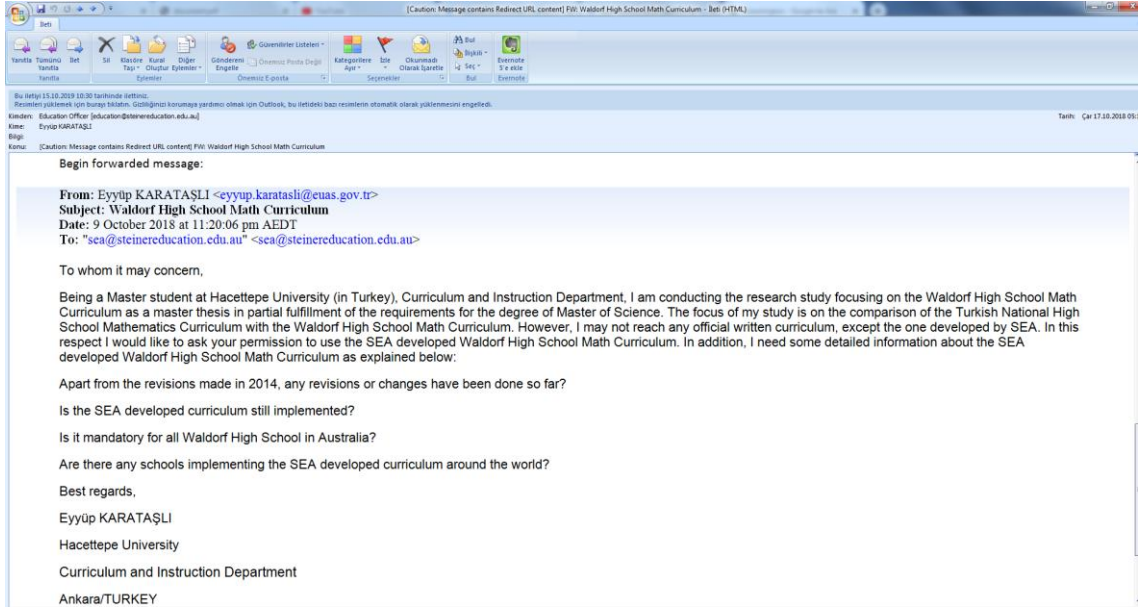 [Caution: Message contains Redirect URL content] FW: Waldorf High School Math Curriculum - İleti (HTML)
İleti
Yanıtla Tümünü Yanıtla İlet
Sil Klasöre Taşı Kural Oluştur Diğer Eylemler
Göndereni Engelle
Güvenilirler Listeleri
Önemsiz Posta Değil
Kategorilere Ayır İzle Okunmadı Olarak İşaretle
Bul
İlişkili
Seç
Evernote 'e ekle
Yanıtla Eylemler Önemsiz E-posta Seçenekler Bul Evernote
Bu iletiyi 15.10.2019 10:30 tarihinde ilettiniz.
Resimleri yüklemek için burayı tıklatın. Gizliliğinizi korumaya yardımcı olmak için Outlook, bu iletideki bazı resimlerin otomatik olarak yüklenmesini engelledi.
Kimden: Education Officer [education@steinereducation.edu.au] Tarih: Çar 17.10.2018
Kime: Eyyüp KARATAŞLI
Bilgi:
Konu: [Caution: Message contains Redirect URL content] FW: Waldorf High School Math Curriculum
Begin forwarded message:
From: Eyyüp KARATAŞLI <eyyup.karatasli@euas.gov.tr>
Subject: Waldorf High School Math Curriculum
Date: 9 October 2018 at 11:20:06 pm AEDT
To: "sea@steinereducation.edu.au" <sea@steinereducation.edu.au>
To whom it may concern,
Being a Master student at Hacettepe University (in Turkey), Curriculum and Instruction Department, I am conducting the research study focusing on the Waldorf High School Math
Curriculum as a master thesis in partial fulfillment of the requirements for the degree of Master of Science. The focus of my study is on the comparison of the Turkish National High
School Mathematics Curriculum with the Waldorf High School Math Curriculum. However, I may not reach any official written curriculum, except the one developed by SEA. In this
respect I would like to ask your permission to use the SEA developed Waldorf High School Math Curriculum. In addition, I need some detailed information about the SEA
developed Waldorf High School Math Curriculum as explained below:
Apart from the revisions made in 2014, any revisions or changes have been done so far?
Is the SEA developed curriculum still implemented?
Is it mandatory for all Waldorf High School in Australia?
Are there any schools implementing the SEA developed curriculum around the world?
Best regards,
Eyyüp KARATAŞLI
Hacettepe University
Curriculum and Instruction Department
Ankara/TURKEY